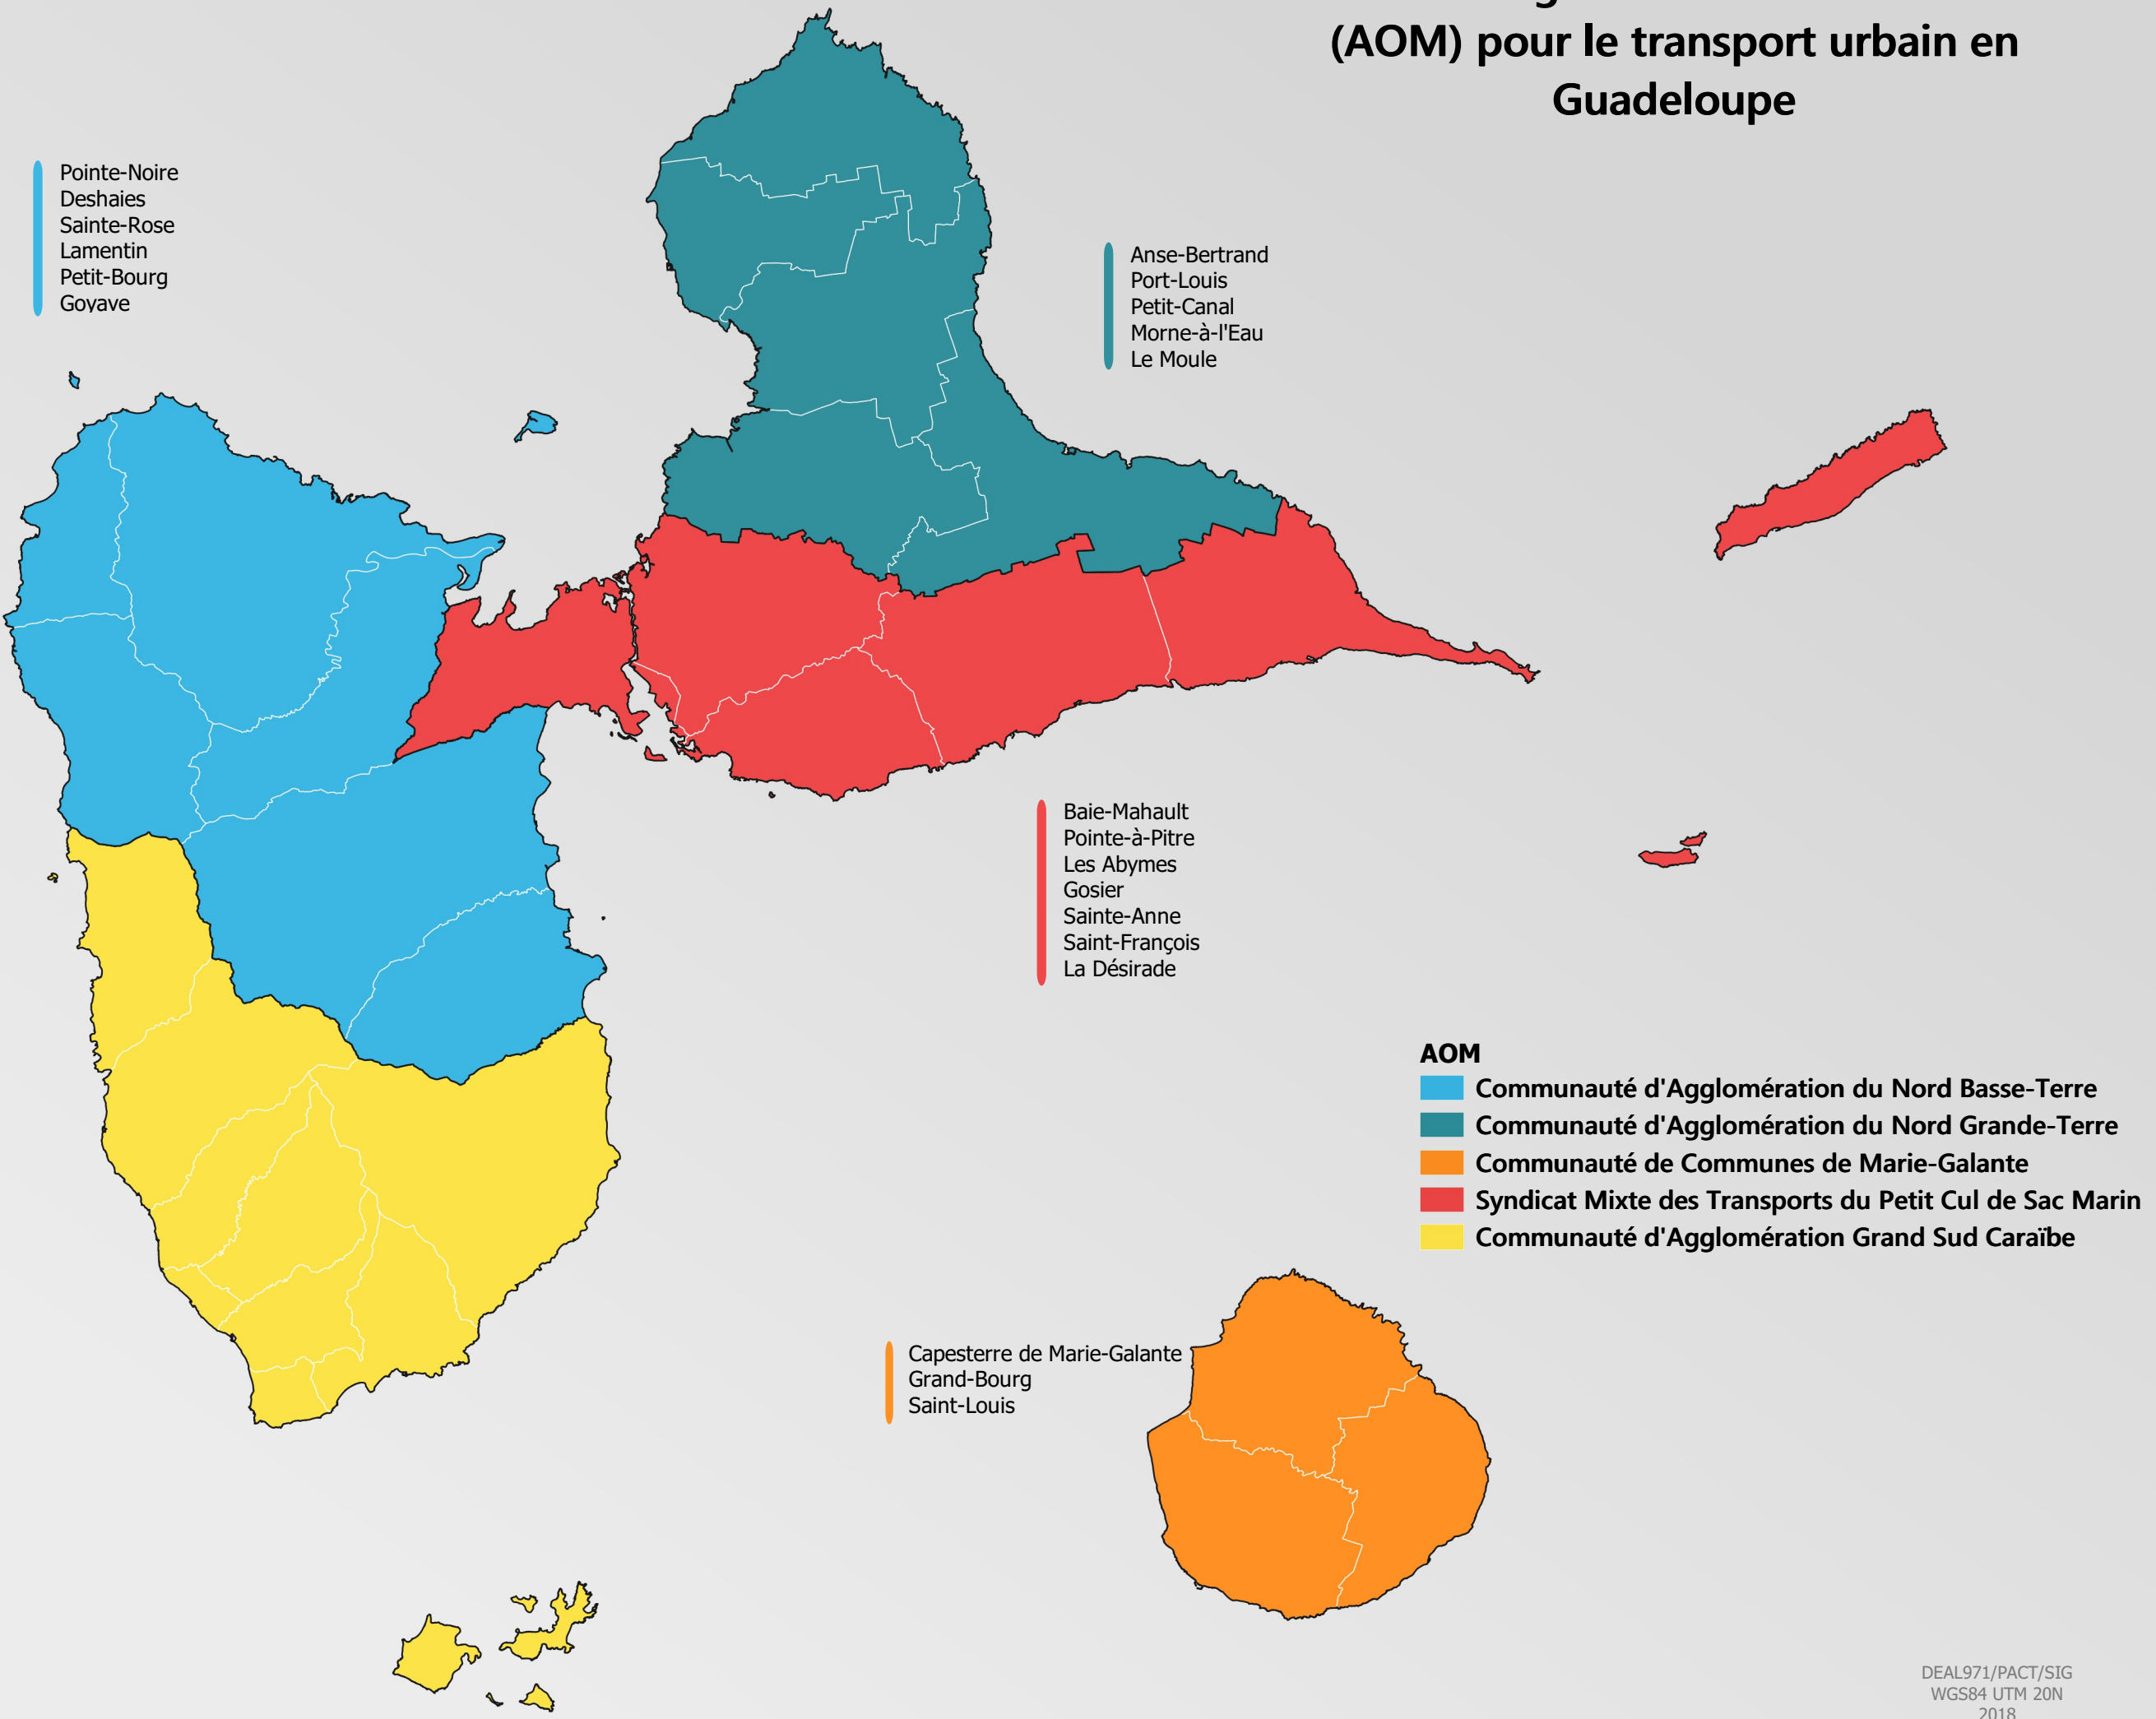 (AOM) pour le transport urbain en
Guadeloupe
Pointe-Noire
Deshaies
Sainte-Rose
Lamentin
Petit-Bourg
Goyave
Anse-Bertrand
Port-Louis
Petit-Canal
Morne-à-l'Eau
Le Moule
Baie-Mahault
Pointe-à-Pitre
Les Abymes
Gosier
Sainte-Anne
Saint-François
La Désirade
AOM
Communauté d'Agglomération du Nord Basse-Terre
Communauté d'Agglomération du Nord Grande-Terre
Communauté de Communes de Marie-Galante
Syndicat Mixte des Transports du Petit Cul de Sac Marin
Communauté d'Agglomération Grand Sud Caraïbe
Capesterre de Marie-Galante
Grand-Bourg
Saint-Louis
DEAL971/PACT/SIG
WGS84 UTM 20N
2018